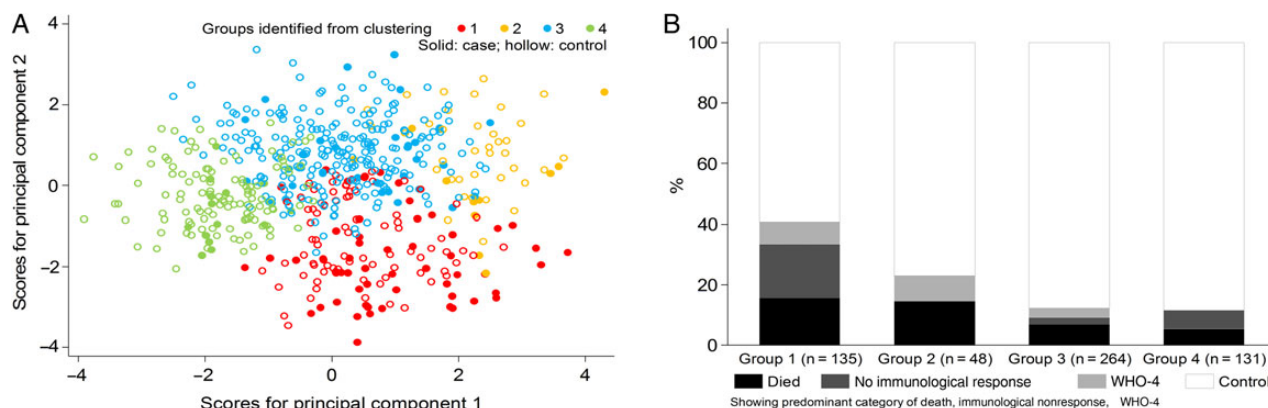 A
Groups identified from clustering 1 2 3 4
Solid: case; hollow: control
Scores for principal component 2
4
2
0
−2
−4
−4 −2 0 2 4
Scores for principal component 1
B
%
100
80
60
40
20
0
Group 1 (n = 135) Group 2 (n = 48) Group 3 (n = 264) Group 4 (n = 131)
Died No immunological response WHO-4 Control
Showing predominant category of death, immunological nonresponse, WHO-4